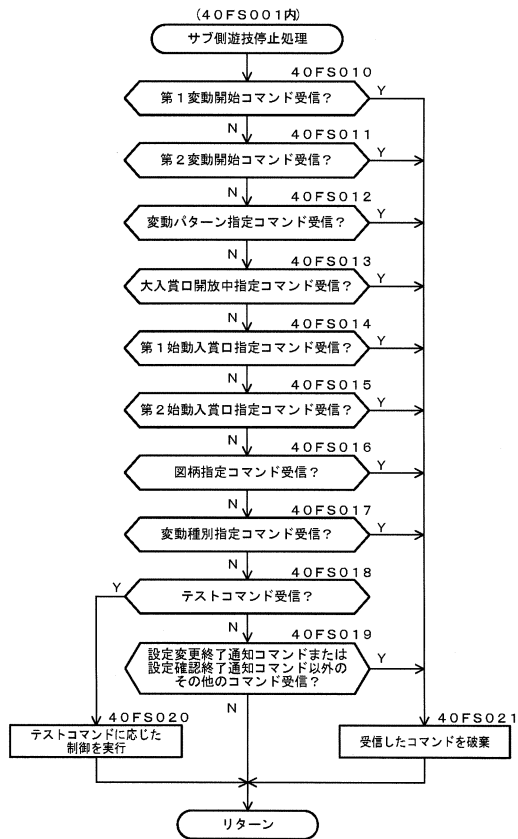 (40FS001内)
サブ側遊技停止処理
40FS010
第1変動開始コマンド受信？
Y
N
40FS011
第2変動開始コマンド受信？
Y
N
40FS012
変動パターン指定コマンド受信？
Y
N
40FS013
大入賞口開放中指定コマンド受信？
Y
N
40FS014
第1始動入賞口指定コマンド受信？
Y
N
40FS015
第2始動入賞口指定コマンド受信？
Y
N
40FS016
図柄指定コマンド受信？
Y
N
40FS017
変動種別指定コマンド受信？
Y
N
40FS018
Y
テストコマンド受信？
N
40FS019
設定変更終了通知コマンドまたは
設定確認終了通知コマンド以外の
その他のコマンド受信？
Y
N
40FS020
テストコマンドに応じた
制御を実行
40FS021
受信したコマンドを破棄
リターン